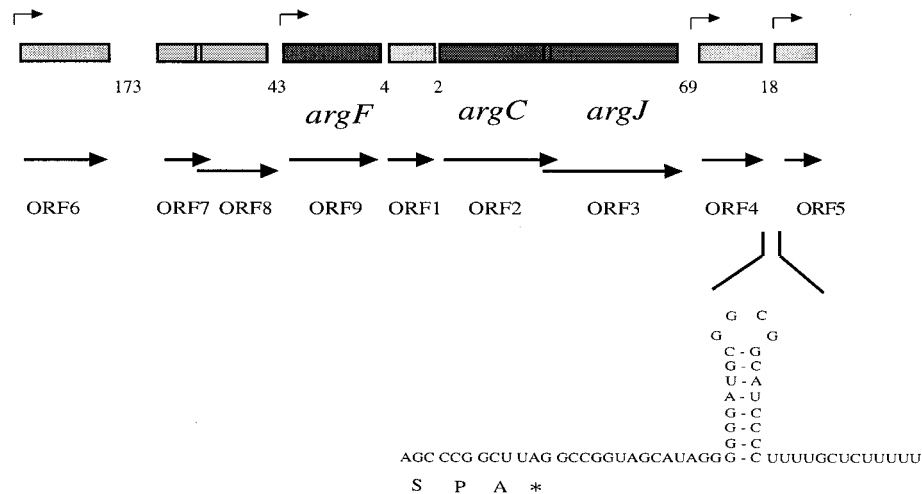 173 43 4 2 69 18
argF argC argJ
ORF6 ORF7 ORF8 ORF9 ORF1 ORF2 ORF3 ORF4 ORF5
G C
G G
C - G
G - C
U - A
A - U
G - C
G - C
AGC CCG GCU UAG GCCGGUAGCAUAGGG G - C UUUUGCUCUUUUU
S P A *